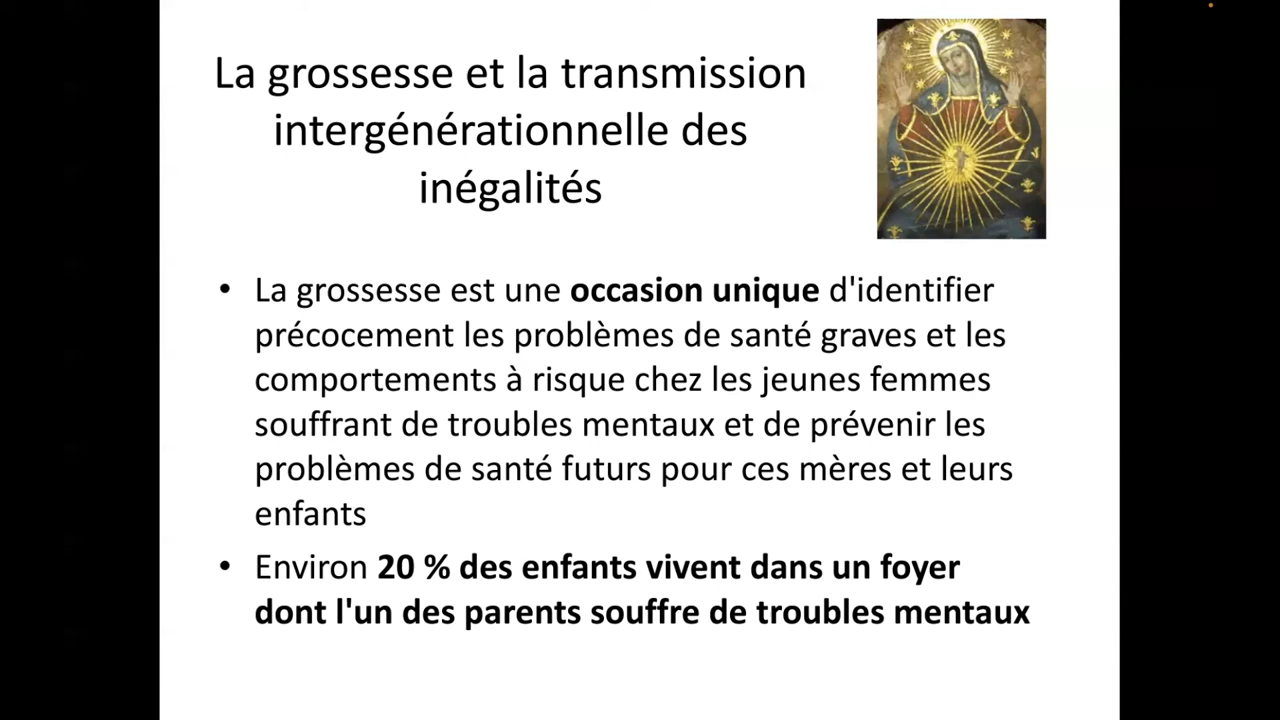 La grossesse et la transmission
intergénérationnelle des
inégalités
• La grossesse est une occasion unique d'identifier
précocement les problèmes de santé graves et les
comportements à risque chez les jeunes femmes
souffrant de troubles mentaux et de prévenir les
problèmes de santé futurs pour ces mères et leurs
enfants
• Environ 20 % des enfants vivent dans un foyer
dont l'un des parents souffre de troubles mentaux